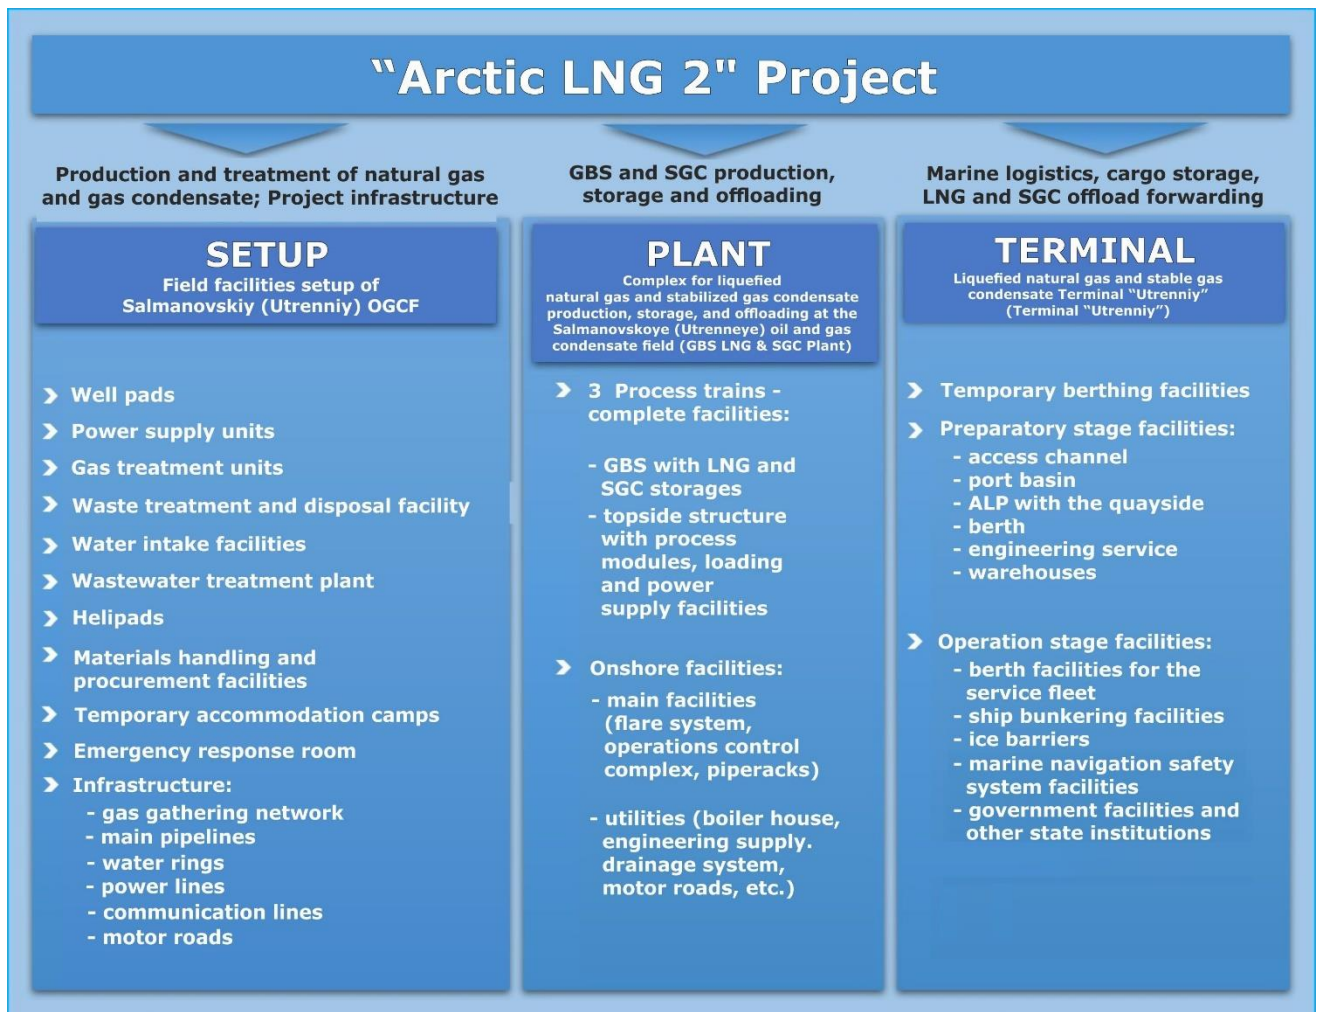 “Arctic LNG 2" Project
Production and treatment of natural gas
and gas condensate; Project infrastructure
SETUP
Field facilities setup of
Salmanovskiy (Utrenniy) OGCF
Well pads
Power supply units
Gas treatment units
Waste treatment and disposal facility
Water intake facilities
Wastewater treatment plant
Helipads
Materials handling and
procurement facilities
Temporary accommodation camps
Emergency response room
Infrastructure:
- gas gathering network
- main pipelines
- water rings
- power lines
- communication lines
- motor roads
GBS and SGC production,
storage and offloading
PLANT
Complex for liquefied
natural gas and stabilized gas condensate
production, storage, and offloading at the
Salmanovskoye (Utrenneye) oil and gas
condensate field (GBS LNG & SGC Plant)
3 Process trains -
complete facilities:
- GBS with LNG and
SGC storages
- topside structure
with process
modules, loading
and power
supply facilities
Onshore facilities:
- main facilities
(flare system,
operations control
complex, piperacks)
- utilities (boiler house,
engineering supply.
drainage system,
motor roads, etc.)
Marine logistics, cargo storage,
LNG and SGC offload forwarding
TERMINAL
Liquefied natural gas and stable gas
condensate Terminal “Utrenniy”
(Terminal “Utrenniy”)
Temporary berthing facilities
Preparatory stage facilities:
- access channel
- port basin
- ALP with the quayside
- berth
- engineering service
- warehouses
Operation stage facilities:
- berth facilities for the
service fleet
- ship bunkering facilities
- ice barriers
- marine navigation safety
system facilities
- government facilities and
other state institutions